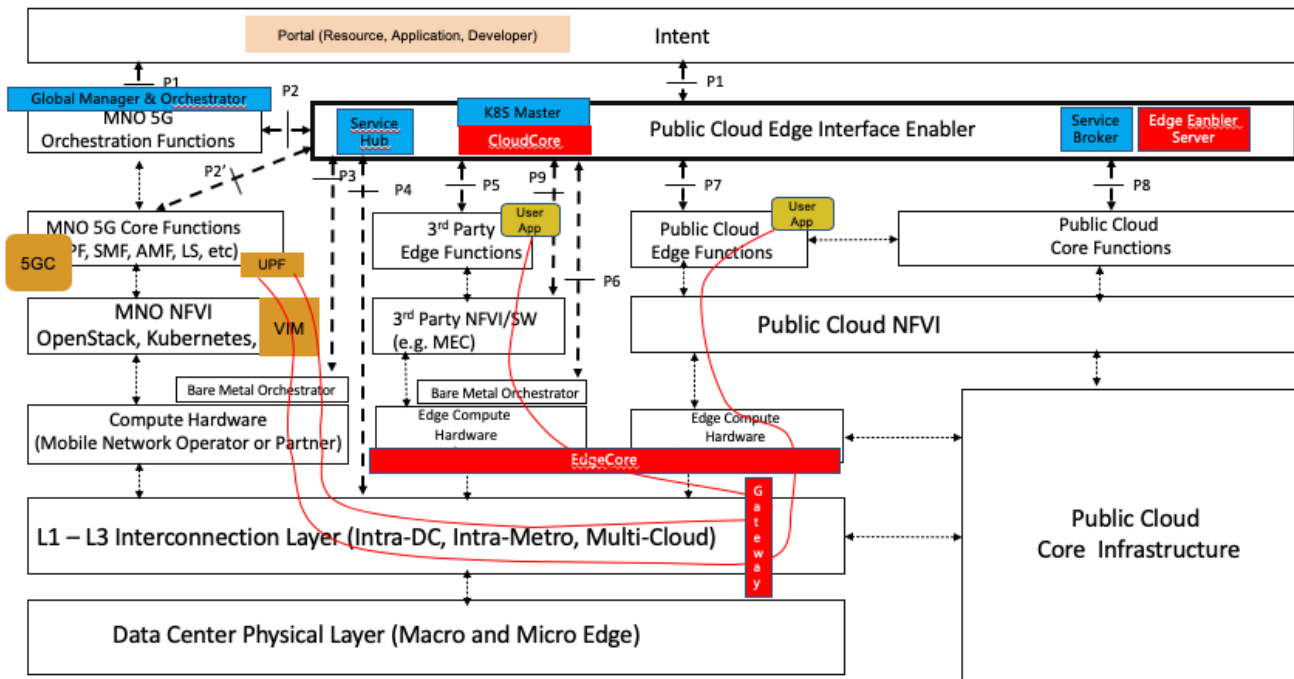 Portal (Resource, Application, Developer)
Intent
P1
P1
Global Manager & Orchestrator
P2
MNO 5G
Orchestration Functions
Service
Hub
K8S Master
CloudCore
Public Cloud Edge Interface Enabler
Service
Broker
Edge Eanbler
Server
P2’
P3
P4
P5
P9
P7
P8
MNO 5G Core Functions
PF, SMF, AMF, LS, etc)
5GC
UPF
3rd Party
Edge Functions
User
App
P6
Public Cloud
Edge Functions
User
App
Public Cloud
Core Functions
MNO NFVI
OpenStack, Kubernetes,
VIM
3rd Party NFVI/SW
(e.g. MEC)
Public Cloud NFVI
Bare Metal Orchestrator
Bare Metal Orchestrator
Compute Hardware
(Mobile Network Operator or Partner)
Edge Compute
Hardware
Edge Compute
Hardware
EdgeCore
Gateway
L1 – L3 Interconnection Layer (Intra-DC, Intra-Metro, Multi-Cloud)
Public Cloud
Core Infrastructure
Data Center Physical Layer (Macro and Micro Edge)